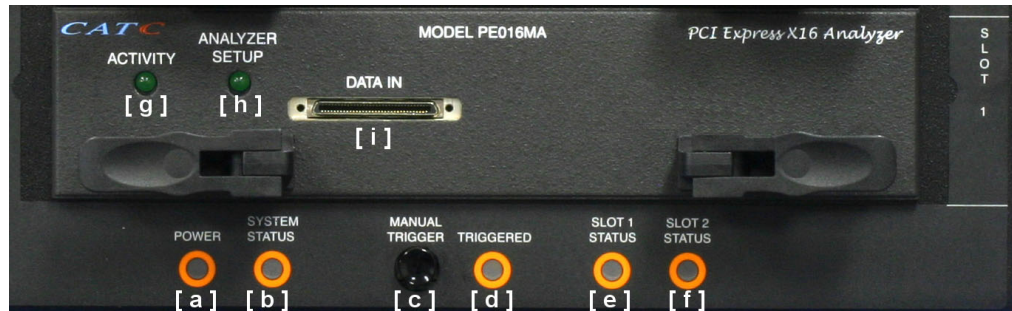 CATC
MODEL PE016MA
PCI Express X16 Analyzer
SLOT 1
ACTIVITY
ANALYZER
SETUP
DATA IN
[ g ]
[ h ]
[ i ]
POWER
SYSTEM
STATUS
MANUAL
TRIGGER
TRIGGERED
SLOT 1
STATUS
SLOT 2
STATUS
[ a ]
[ b ]
[ c ]
[ d ]
[ e ]
[ f ]